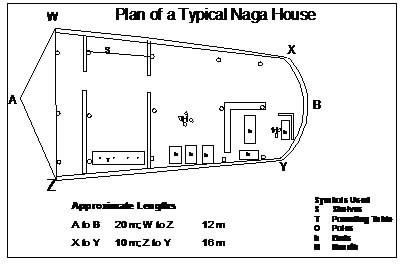 Plan of a Typical Naga House
W
X
S
A
B
H
H
T
Y
Z
Approximate Lengths
A to B 20 m; W to Z 12 m
X to Y 10 m; Z to Y 16 m
Symbols Used
S Shelves
T Pounding Table
O Poles
b Beds
H Hearth